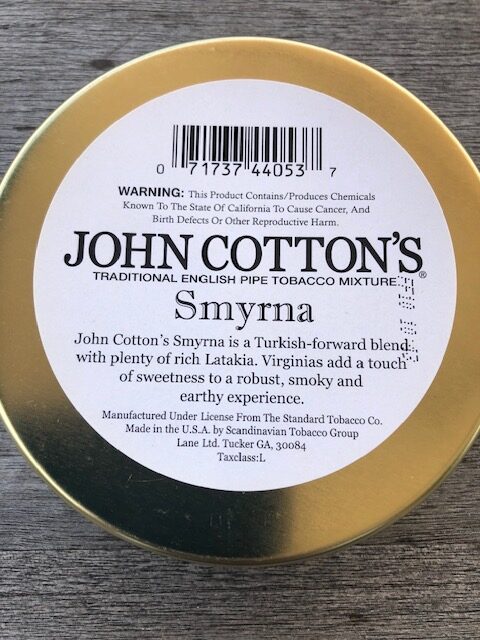 0 71737 44053 7
WARNING: This Product Contains/Produces Chemicals
Known To The State Of California To Cause Cancer, And
Birth Defects Or Other Reproductive Harm.
JOHN COTTON'S®
TRADITIONAL ENGLISH PIPE TOBACCO MIXTURE
Smyrna
John Cotton's Smyrna is a Turkish-forward blend
with plenty of rich Latakia. Virginias add a touch
of sweetness to a robust, smoky and
earthy experience.
Manufactured Under License From The Standard Tobacco Co.
Made in the U.S.A. by Scandinavian Tobacco Group
Lane Ltd. Tucker GA, 30084
Taxclass:L